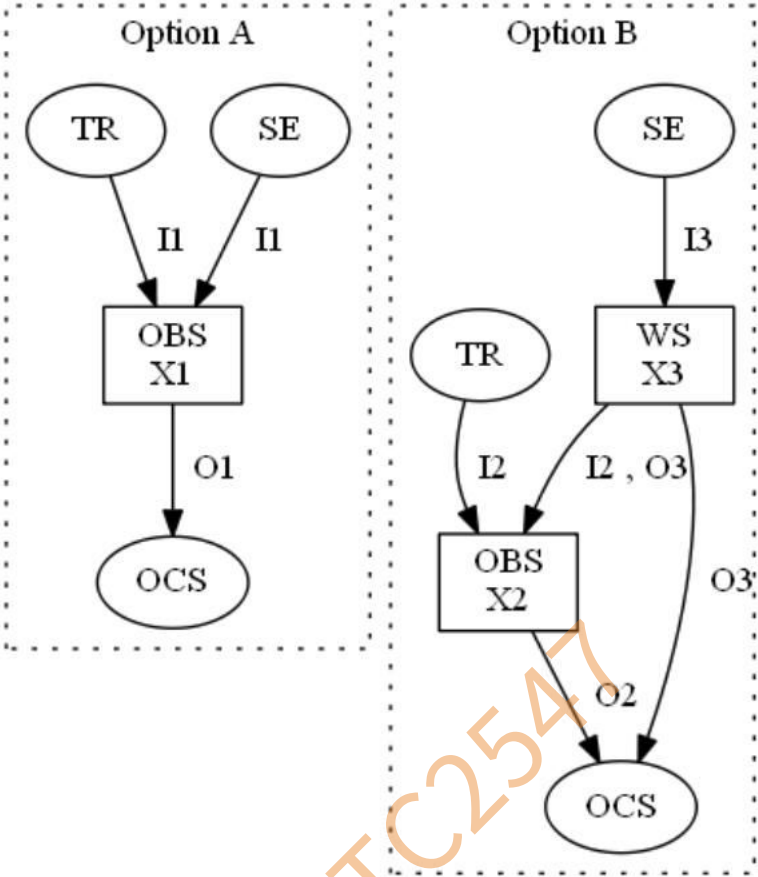 Option A
TR
SE
I1
I1
OBS
X1
O1
OCS
Option B
SE
I3
TR
WS
X3
I2
I2 , O3
OBS
X2
O3
O2
OCS
TC2547